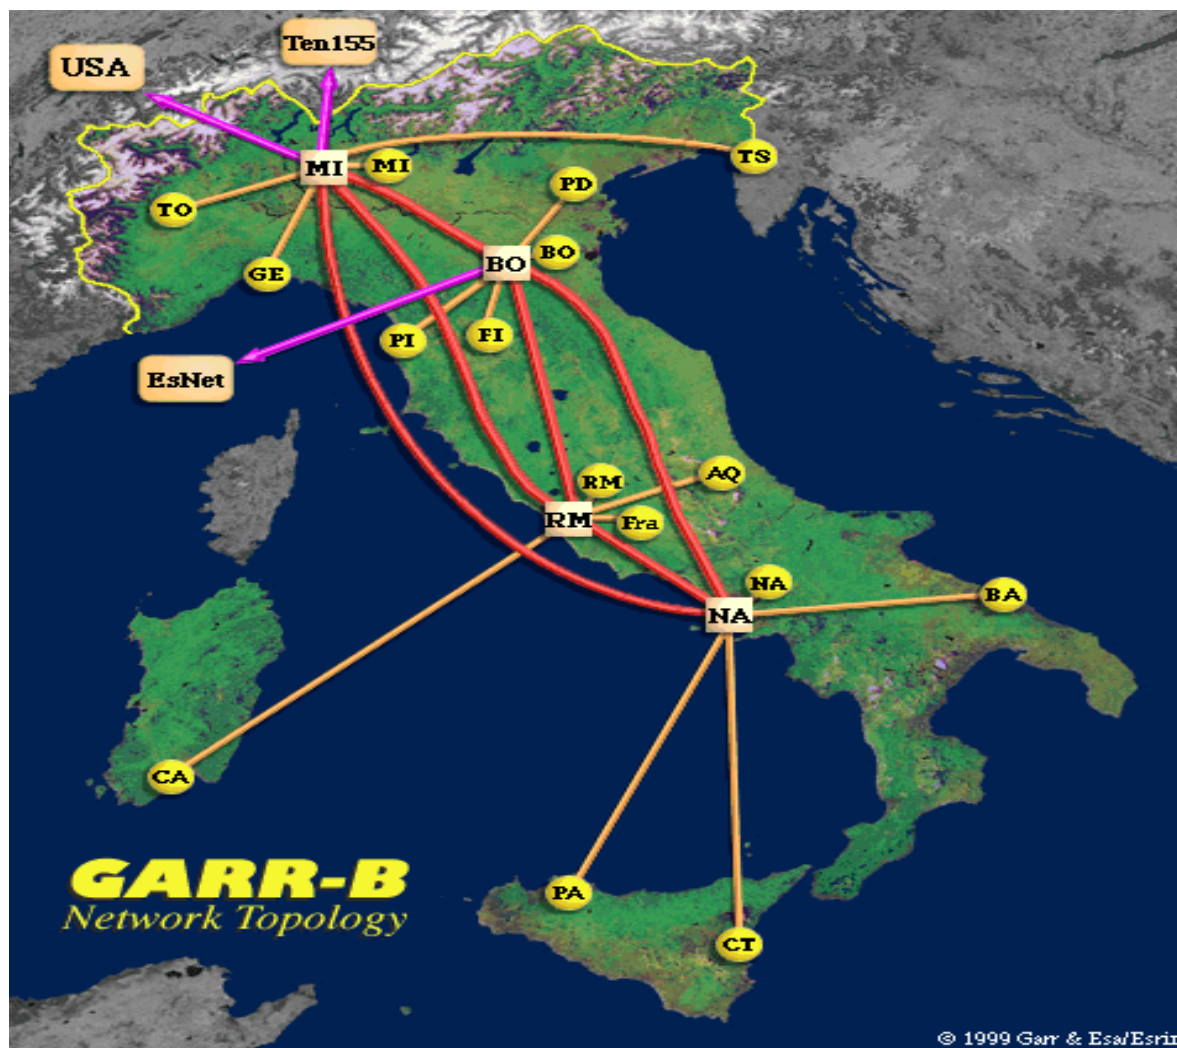 Ten155
USA
MI
MI
TS
TO
PD
BO
BO
GE
PI
FI
EsNet
RM
AQ
RM
Fra
NA
BA
NA
CA
PA
CT
GARR-B
Network Topology
© 1999 Garr & Esa/Esrin